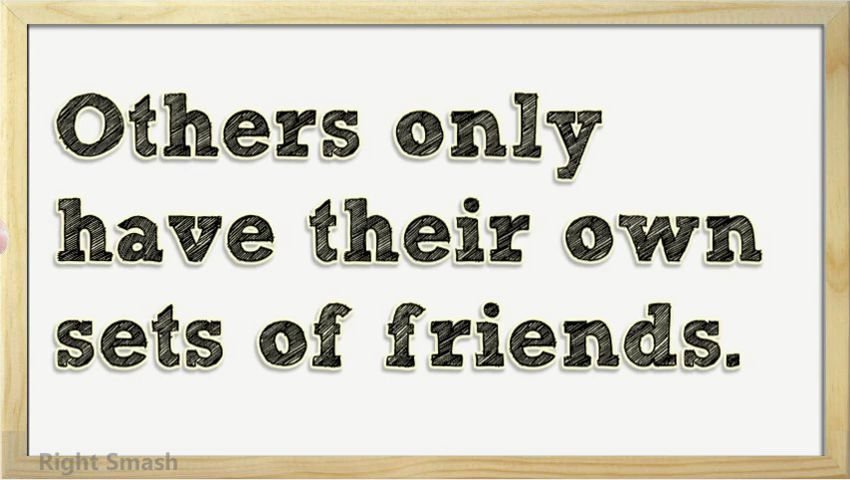 Others only
have their own
sets of friends.
Right Smash